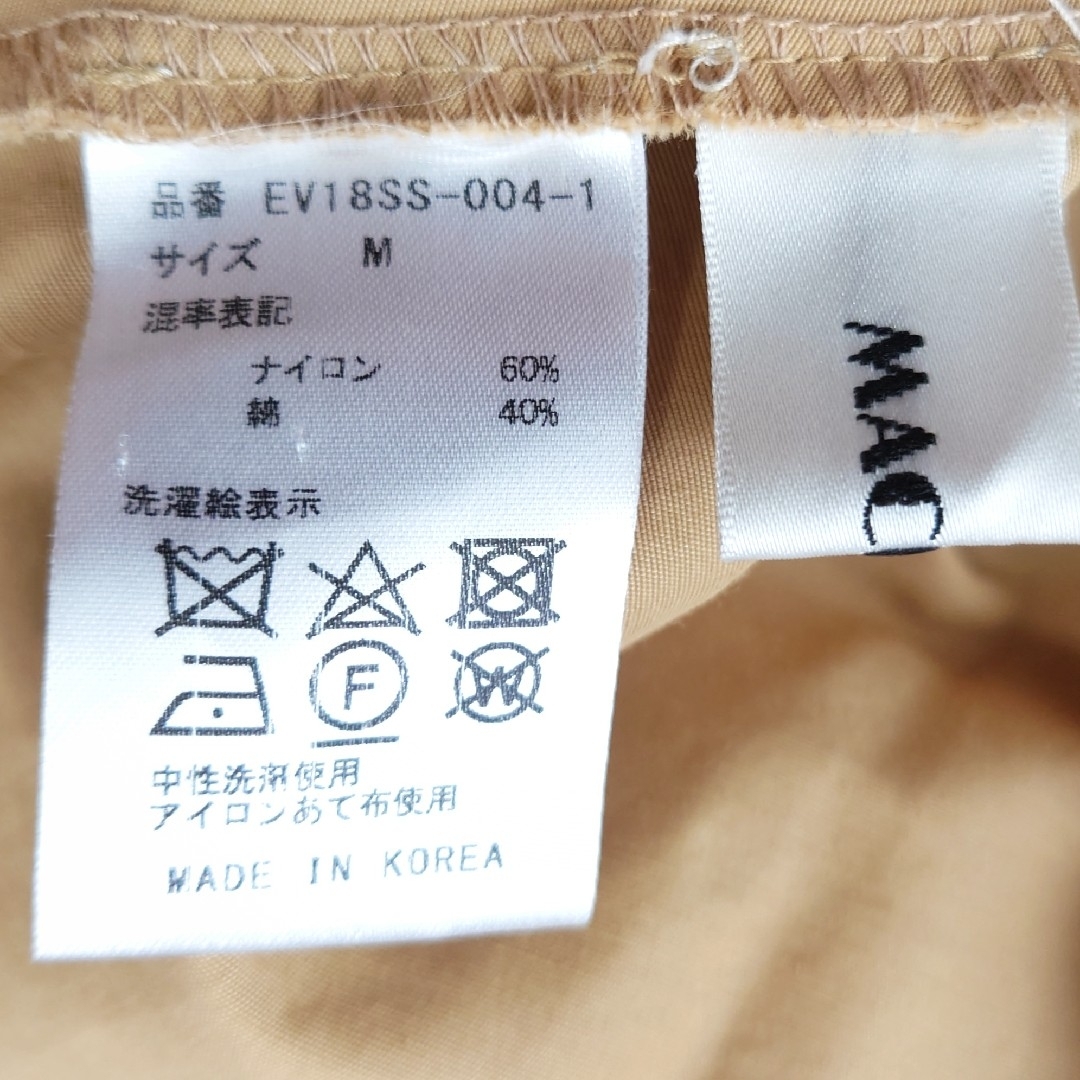 品番 EV18SS-004-1
サイズ M
混率表記
ナイロン 60%
綿 40%
洗濯絵表示
F
W
中性洗剤使用
アイロンあて布使用
MADE IN KOREA
MAC